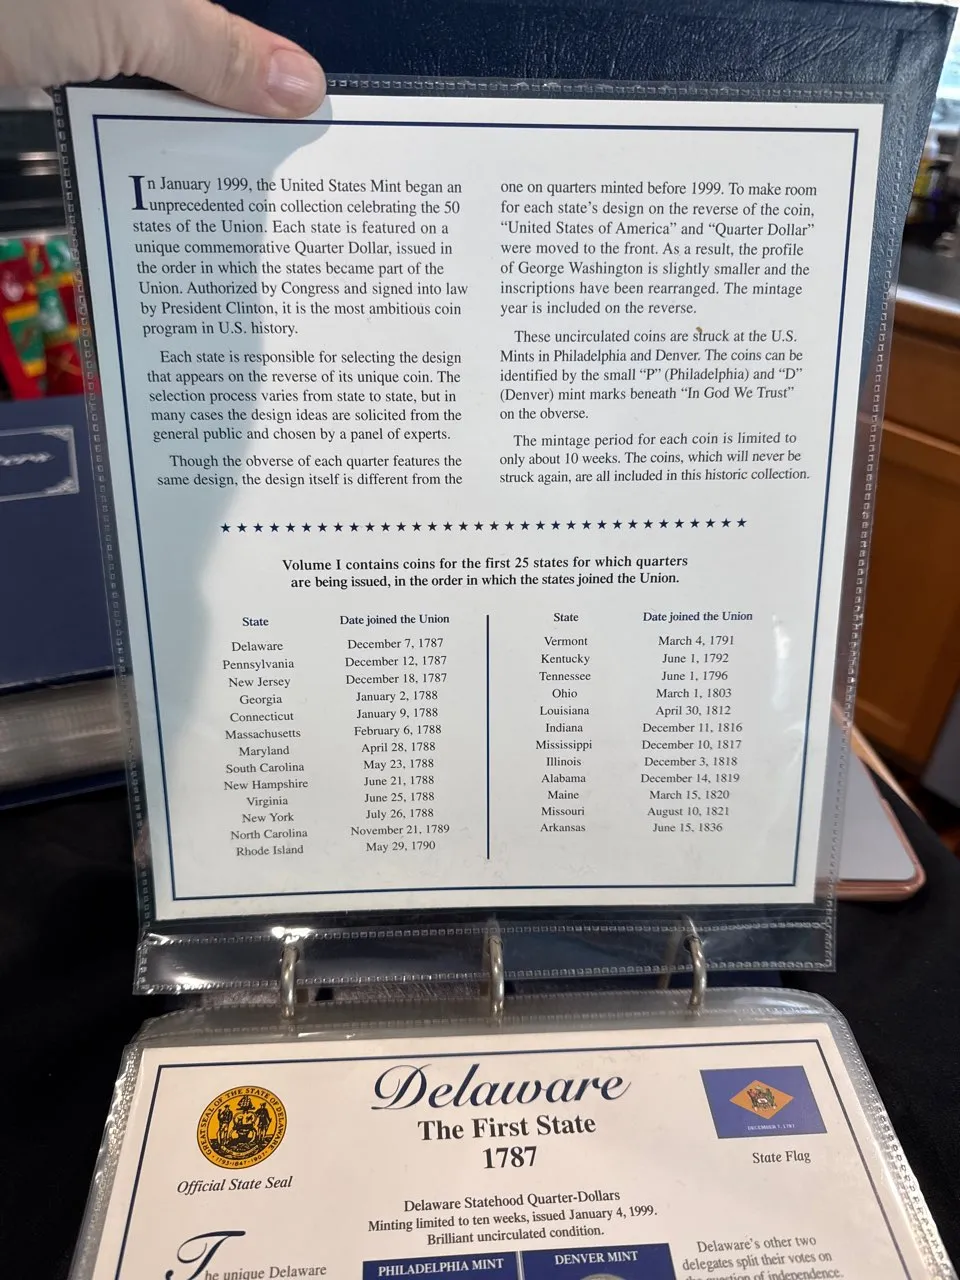 In January 1999, the United States Mint began an
unprecedented coin collection celebrating the 50
states of the Union. Each state is featured on a
unique commemorative Quarter Dollar, issued in
the order in which the states became part of the
Union. Authorized by Congress and signed into law
by President Clinton, it is the most ambitious coin
program in U.S. history.
Each state is responsible for selecting the design
that appears on the reverse of its unique coin. The
selection process varies from state to state, but in
many cases the design ideas are solicited from the
general public and chosen by a panel of experts.
Though the obverse of each quarter features the
same design, the design itself is different from the
one on quarters minted before 1999. To make room
for each state's design on the reverse of the coin,
"United States of America" and "Quarter Dollar"
were moved to the front. As a result, the profile
of George Washington is slightly smaller and the
inscriptions have been rearranged. The mintage
year is included on the reverse.
These uncirculated coins are struck at the U.S.
Mints in Philadelphia and Denver. The coins can be
identified by the small "P" (Philadelphia) and "D"
(Denver) mint marks beneath "In God We Trust"
on the obverse.
The mintage period for each coin is limited to
only about 10 weeks. The coins, which will never be
struck again, are all included in this historic collection.
Volume I contains coins for the first 25 states for which quarters
are being issued, in the order in which the states joined the Union.
State Date joined the Union
Delaware December 7, 1787
Pennsylvania December 12, 1787
New Jersey December 18, 1787
Georgia January 2, 1788
Connecticut January 9, 1788
Massachusetts February 6, 1788
Maryland April 28, 1788
South Carolina May 23, 1788
New Hampshire June 21, 1788
Virginia June 25, 1788
New York July 26, 1788
North Carolina November 21, 1789
Rhode Island May 29, 1790
State Date joined the Union
Vermont March 4, 1791
Kentucky June 1, 1792
Tennessee June 1, 1796
Ohio March 1, 1803
Louisiana April 30, 1812
Indiana December 11, 1816
Mississippi December 10, 1817
Illinois December 3, 1818
Alabama December 14, 1819
Maine March 15, 1820
Missouri August 10, 1821
Arkansas June 15, 1836
Delaware
The First State
1787
GREAT SEAL OF THE STATE OF DELAWARE
1793·1847·1907
Official State Seal
DECEMBER 7, 1787
State Flag
Delaware Statehood Quarter-Dollars
Minting limited to ten weeks, issued January 4, 1999.
Brilliant uncirculated condition.
The unique Delaware
PHILADELPHIA MINT
DENVER MINT
Delaware's other two
delegates split their votes on
question of independence.